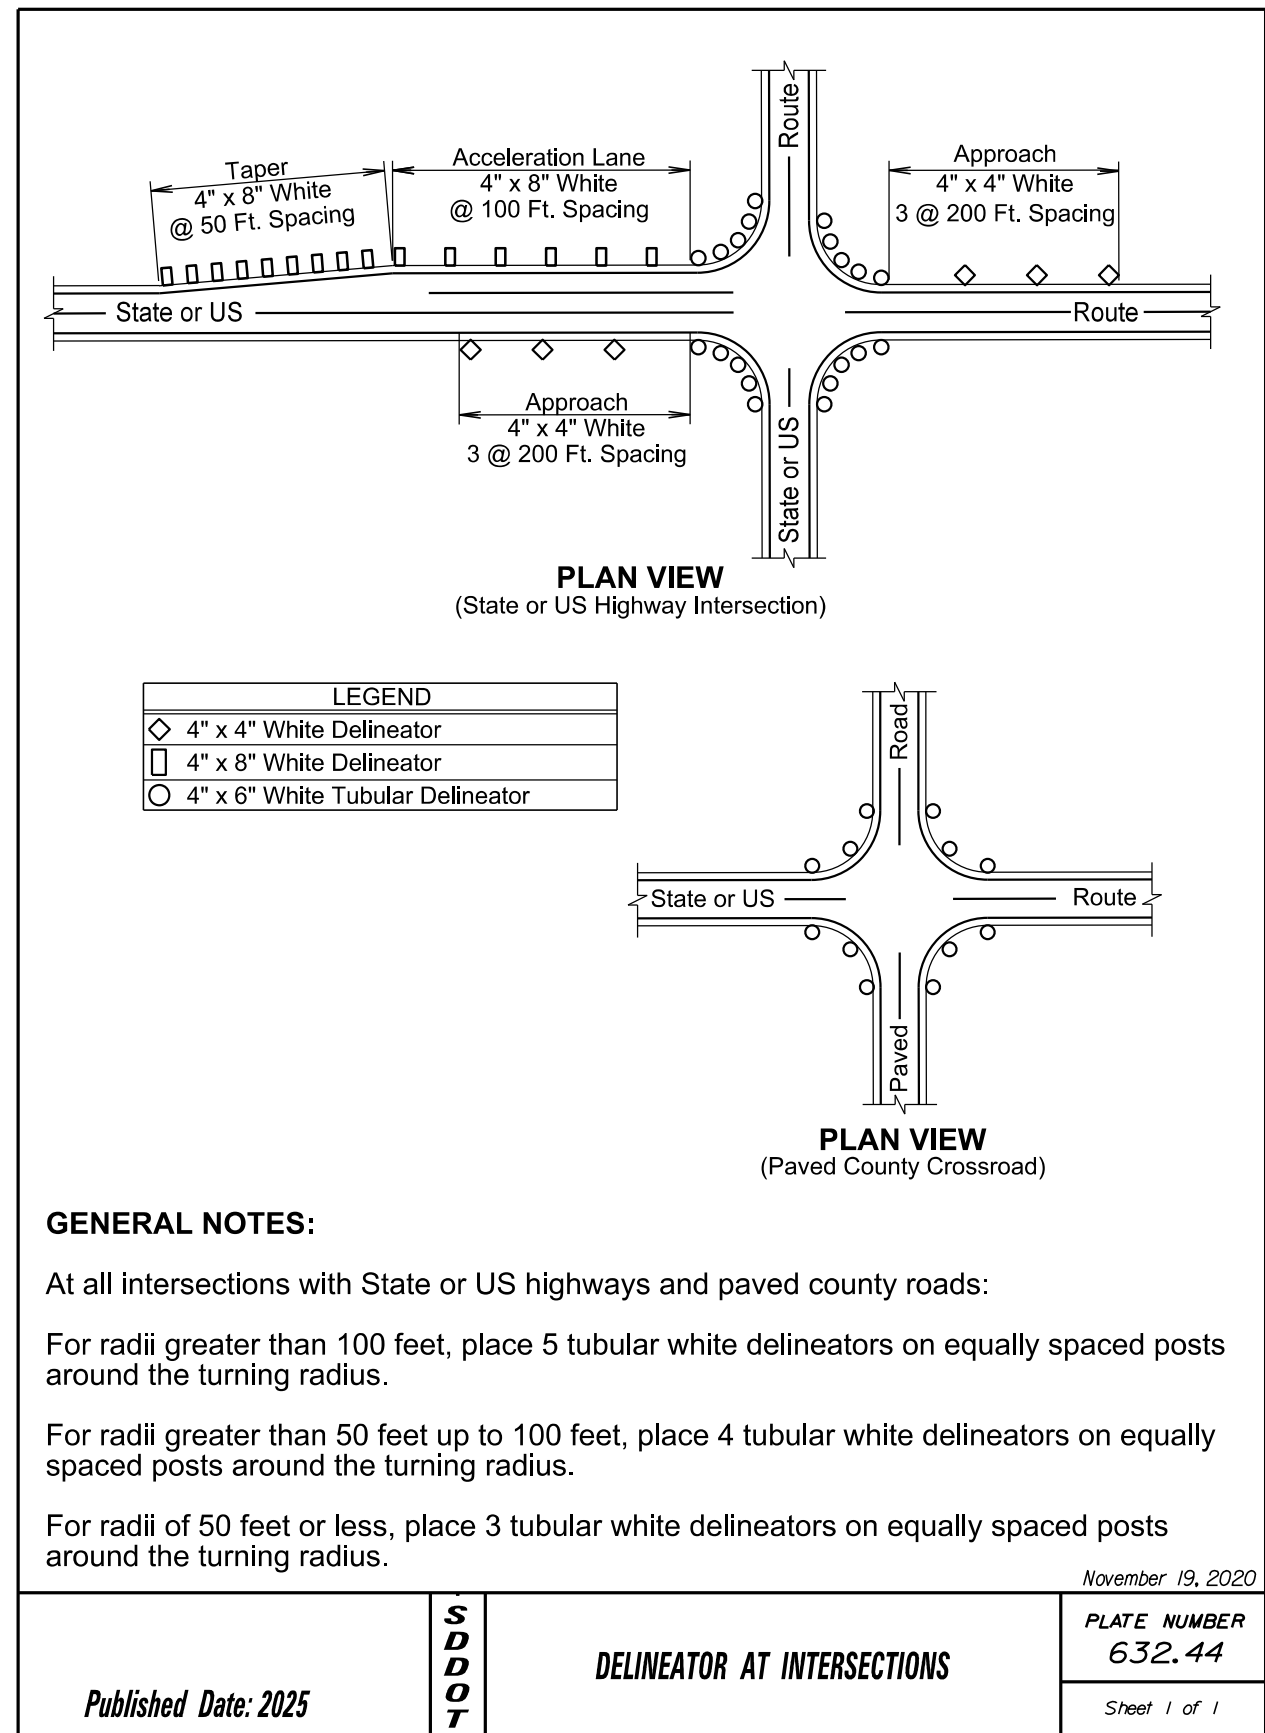 Route
Taper
4" x 8" White
@ 50 Ft. Spacing
Acceleration Lane
4" x 8" White
@ 100 Ft. Spacing
Approach
4" x 4" White
3 @ 200 Ft. Spacing
State or US
Route
Approach
4" x 4" White
3 @ 200 Ft. Spacing
State or US
PLAN VIEW
(State or US Highway Intersection)
LEGEND
4" x 4" White Delineator
4" x 8" White Delineator
4" x 6" White Tubular Delineator
Road
State or US
Route
Paved
PLAN VIEW
(Paved County Crossroad)
GENERAL NOTES:
At all intersections with State or US highways and paved county roads:
For radii greater than 100 feet, place 5 tubular white delineators on equally spaced posts
around the turning radius.
For radii greater than 50 feet up to 100 feet, place 4 tubular white delineators on equally
spaced posts around the turning radius.
For radii of 50 feet or less, place 3 tubular white delineators on equally spaced posts
around the turning radius.
November 19, 2020
Published Date: 2025
SDDOT
DELINEATOR AT INTERSECTIONS
PLATE NUMBER
632.44
Sheet 1 of 1